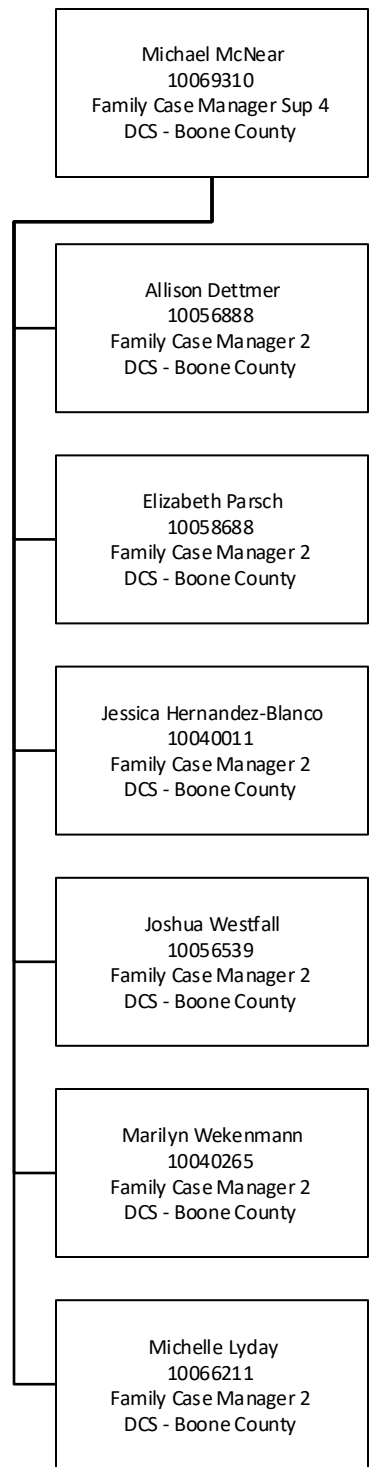 Michael McNear
10069310
Family Case Manager Sup 4
DCS - Boone County
Allison Dettmer
10056888
Family Case Manager 2
DCS - Boone County
Elizabeth Parsch
10058688
Family Case Manager 2
DCS - Boone County
Jessica Hernandez-Blanco
10040011
Family Case Manager 2
DCS - Boone County
Joshua Westfall
10056539
Family Case Manager 2
DCS - Boone County
Marilyn Wekenmann
10040265
Family Case Manager 2
DCS - Boone County
Michelle Lyday
10066211
Family Case Manager 2
DCS - Boone County